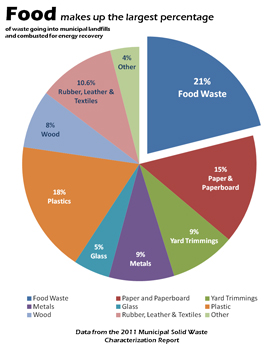 Food makes up the largest percentage
of waste going into municipal landfills
and combusted for energy recovery
4%
Other
21%
Food Waste
10.6%
Rubber, Leather &
Textiles
8%
Wood
15%
Paper &
Paperboard
18%
Plastics
9%
Yard Trimmings
5%
Glass
9%
Metals
Food Waste Paper and Paperboard Yard Trimmings
Metals Glass Plastic
Wood Rubber, Leather & Textiles Other
Data from the 2011 Municipal Solid Waste
Characterization Report